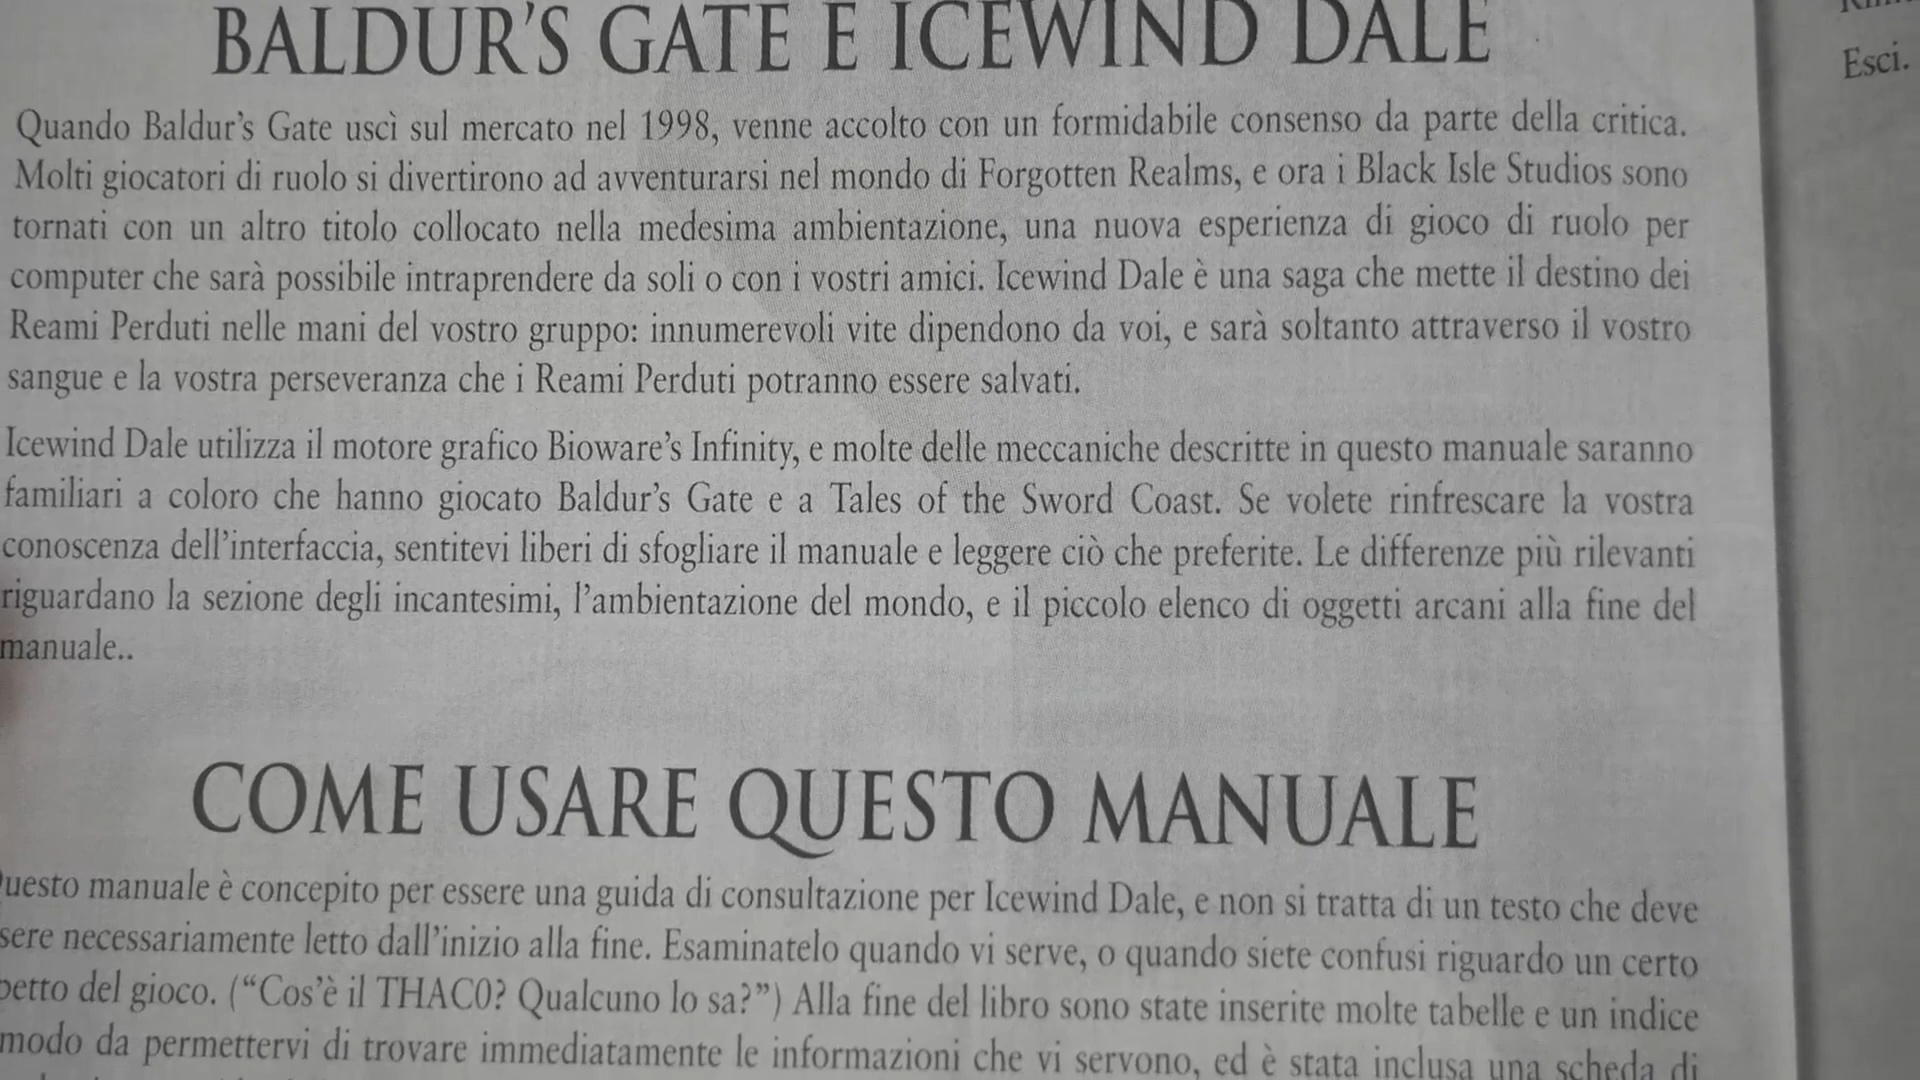 BALDUR'S GATE E ICEWIND DALE
Quando Baldur's Gate uscì sul mercato nel 1998, venne accolto con un formidabile consenso da parte della critica.
Molti giocatori di ruolo si divertirono ad avventurarsi nel mondo di Forgotten Realms, e ora i Black Isle Studios sono
tornati con un altro titolo collocato nella medesima ambientazione, una nuova esperienza di gioco di ruolo per
computer che sarà possibile intraprendere da soli o con i vostri amici. Icewind Dale è una saga che mette il destino dei
Reami Perduti nelle mani del vostro gruppo: innumerevoli vite dipendono da voi, e sarà soltanto attraverso il vostro
sangue e la vostra perseveranza che i Reami Perduti potranno essere salvati.
Icewind Dale utilizza il motore grafico Bioware's Infinity, e molte delle meccaniche descritte in questo manuale saranno
familiari a coloro che hanno giocato Baldur's Gate e a Tales of the Sword Coast. Se volete rinfrescare la vostra
conoscenza dell'interfaccia, sentitevi liberi di sfogliare il manuale e leggere ciò che preferite. Le differenze più rilevanti
riguardano la sezione degli incantesimi, l'ambientazione del mondo, e il piccolo elenco di oggetti arcani alla fine del
manuale..
COME USARE QUESTO MANUALE
uesto manuale è concepito per essere una guida di consultazione per Icewind Dale, e non si tratta di un testo che deve
sere necessariamente letto dall'inizio alla fine. Esaminatelo quando vi serve, o quando siete confusi riguardo un certo
petto del gioco. ("Cos'è il THAC0? Qualcuno lo sa?") Alla fine del libro sono state inserite molte tabelle e un indice
modo da permettervi di trovare immediatamente le informazioni che vi servono, ed è stata inclusa una scheda di
Esci.